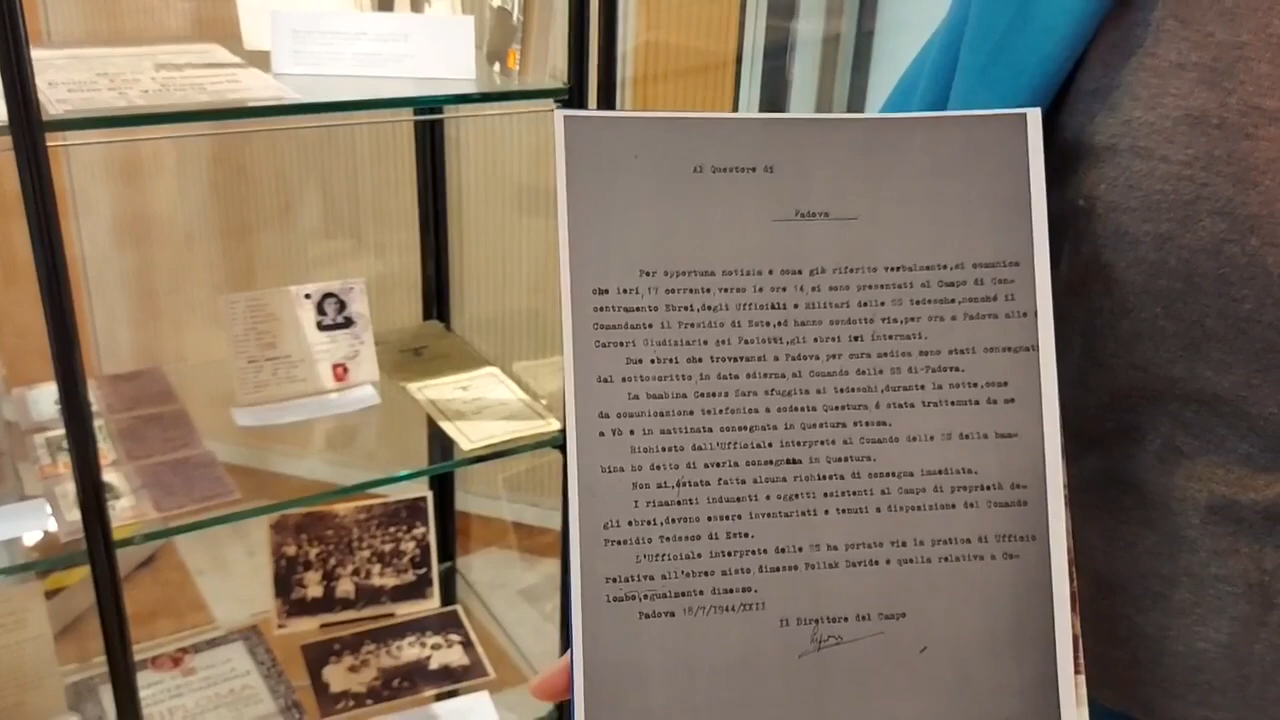 Al Questore di
Padova
Per opportuna notizia e come già riferito verbalmente,si comunica
che ieri, 17 corrente,verso le ore 14,si sono presentati al Campo di Con-
centramento Ebrei,degli Ufficiali e Militari delle SS tedesche,nonchè il
Comandante il Presidio di Este,ed hanno condotto via,per ora a Padova alle
Carceri Giudiziarie dei Paolotti,gli ebrei ivi internati.
Due ebrei che trovavansi a Padova per cura medica sono stati consegnati
dal sottoscritto in data odierna al Comando delle SS di-Padova.
La bambina Gesess Sara sfuggita ai tedeschi,durante la notte,come
da comunicazione telefonica a codesta Questura é stata trattenuta da me
a Vò e in mattinata consegnata in Questura stessa.
Richiesto dall'Ufficiale interprete al Comando delle SS della bam-
bina ho detto di averla consegnata in Questura.
Non mi é stata fatta alcuna richiesta di consegna immediata.
I rimanenti indumenti e oggetti esistenti al Campo di proprietà de-
gli ebrei,devono essere inventariati e tenuti a disposizione del Comando
Presidio Tedesco di Este.
L'Ufficiale interprete delle SS ha portato via la pratica di Ufficio
relativa all'ebreo misto dimesso Pollak Davide e quella relativa a Co-
lombo,egualmente dimesso.
Padova 18/7/1944/XXII
Il Direttore del Campo
DIPLOMA